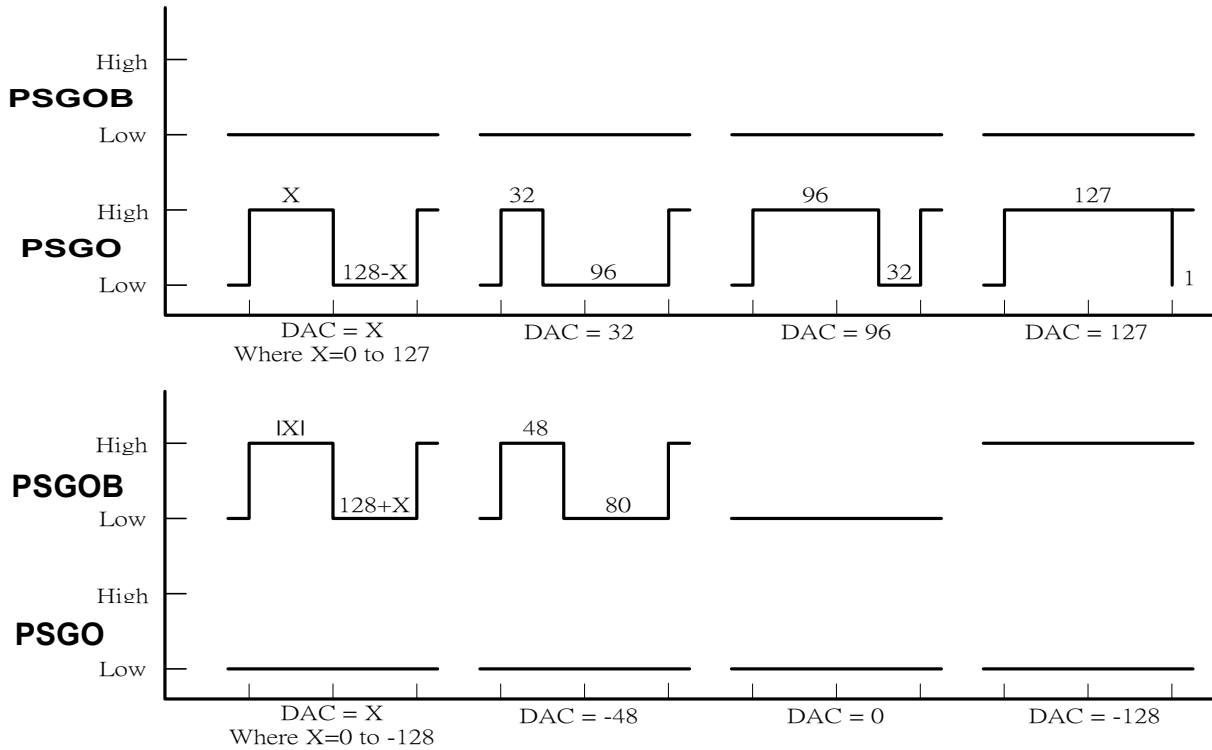 High
PSGOB
Low
X 32 96 127
High
PSGO
128-X 96 32 1
Low
DAC = X DAC = 32 DAC = 96 DAC = 127
Where X=0 to 127
|X| 48
High
PSGOB
128+X 80
Low
High
PSGO
Low
DAC = X DAC = -48 DAC = 0 DAC = -128
Where X=0 to -128